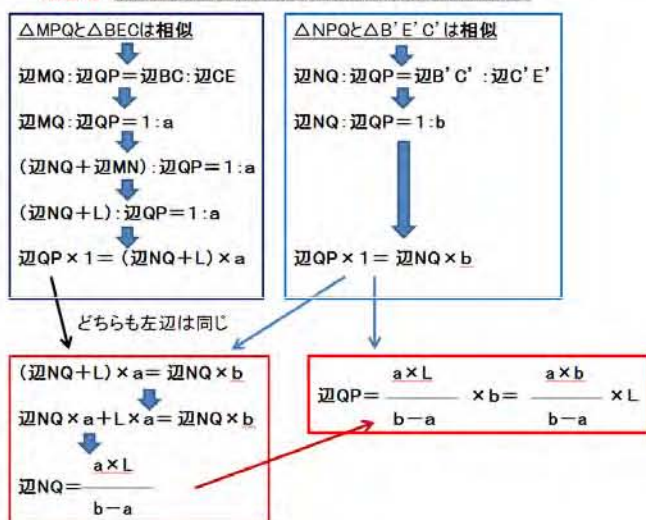 △MPQと△BECは相似
辺MQ:辺QP=辺BC:辺CE
辺MQ:辺QP=1:a
(辺NQ+辺MN):辺QP=1:a
(辺NQ+L):辺QP=1:a
辺QP×1=(辺NQ+L)×a
△NPQと△B'E'C'は相似
辺NQ:辺QP=辺B'C':辺C'E'
辺NQ:辺QP=1:b
辺QP×1=辺NQ×b
どちらも左辺は同じ
(辺NQ+L)×a=辺NQ×b
辺NQ×a+L×a=辺NQ×b
a×L
辺NQ=
b-a
a×L a×b
辺QP= ×b= ×L
b-a b-a